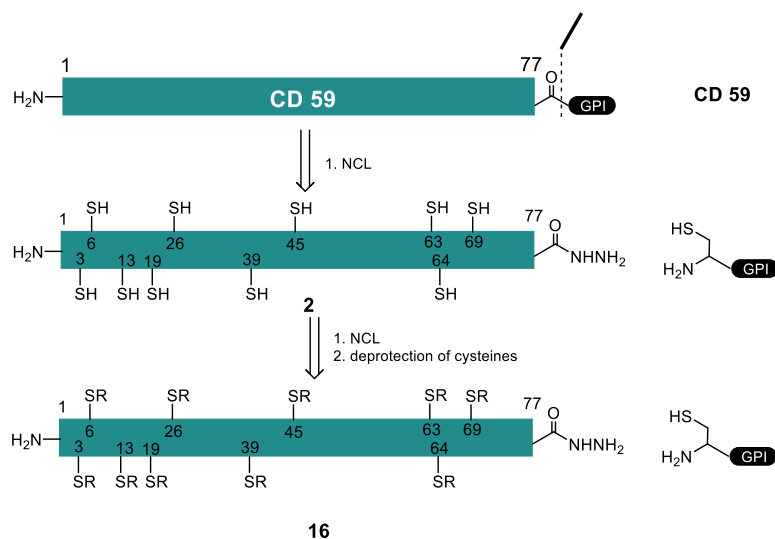 1 77
H₂N CD 59 O GPI CD 59
1. NCL
SH SH SH SH SH
1 77
6 26 45 63 69 O
H₂N NHNH₂ HS H₂N GPI
3 13 19 39 64
SH SH SH SH SH
2
1. NCL
2. deprotection of cysteines
SR SR SR SR SR
1 77
6 26 45 63 69 O
H₂N NHNH₂ HS H₂N GPI
3 13 19 39 64
SR SR SR SR SR
16